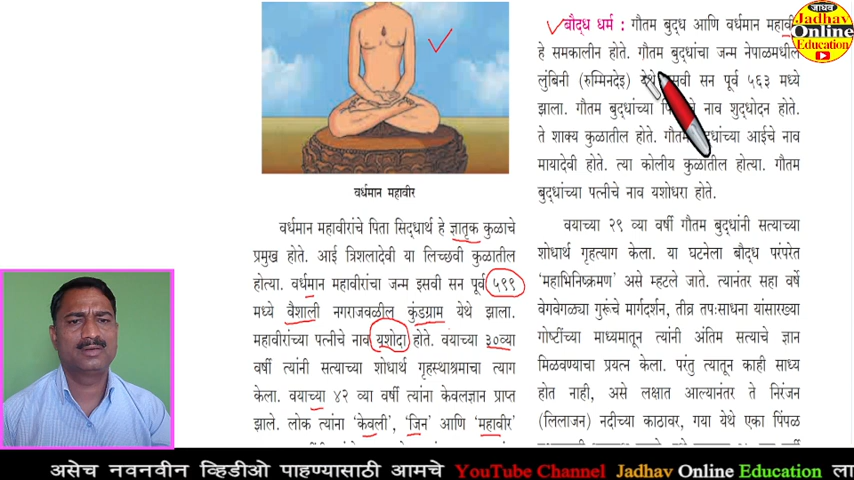 वर्धमान महावीर
वर्धमान महावीरांचे पिता सिद्धार्थ हे ज्ञातृक कुळाचे
प्रमुख होते. आई त्रिशलादेवी या लिच्छवी कुळातील
होत्या. वर्धमान महावीरांचा जन्म इसवी सन पूर्व ५९९
मध्ये वैशाली नगराजवळील कुंडग्राम येथे झाला.
महावीरांच्या पत्नीचे नाव यशोदा होते. वयाच्या ३०व्या
वर्षी त्यांनी सत्याच्या शोधार्थ गृहस्थाश्रमाचा त्याग
केला. वयाच्या ४२ व्या वर्षी त्यांना केवलज्ञान प्राप्त
झाले. लोक त्यांना ‘केवली’, ‘जिन’ आणि ‘महावीर’
बौद्ध धर्म : गौतम बुद्ध आणि वर्धमान
हे समकालीन होते. गौतम बुद्धांचा जन्म नेपाळमधील
लुंबिनी (रुम्मिनदेइ) येथे इसवी सन पूर्व ५६३ मध्ये
झाला. गौतम बुद्धांच्या नाव शुद्धोदन होते.
ते शाक्य कुळातील होते. गौतम बुद्धांच्या आईचे नाव
मायादेवी होते. त्या कोलीय कुळातील होत्या. गौतम
बुद्धांच्या पत्नीचे नाव यशोधरा होते.
वयाच्या २९ व्या वर्षी गौतम बुद्धांनी सत्याच्या
शोधार्थ गृहत्याग केला. या घटनेला बौद्ध परंपरेत
‘महाभिनिष्क्रमण’ असे म्हटले जाते. त्यानंतर सहा वर्षे
वेगवेगळ्या गुरूंचे मार्गदर्शन, तीव्र तपःसाधना यांसारख्या
गोष्टींच्या माध्यमातून त्यांनी अंतिम सत्याचे ज्ञान
मिळवण्याचा प्रयत्न केला. परंतु त्यातून काही साध्य
होत नाही, असे लक्षात आल्यानंतर ते निरंजन
(लिलाजन) नदीच्या काठावर, गया येथे एका पिंपळ
जाधव
Jadhav
Online
Education
असेच नवनवीन व्हिडीओ पाहण्यासाठी आमचे YouTube Channel Jadhav Online Education ला